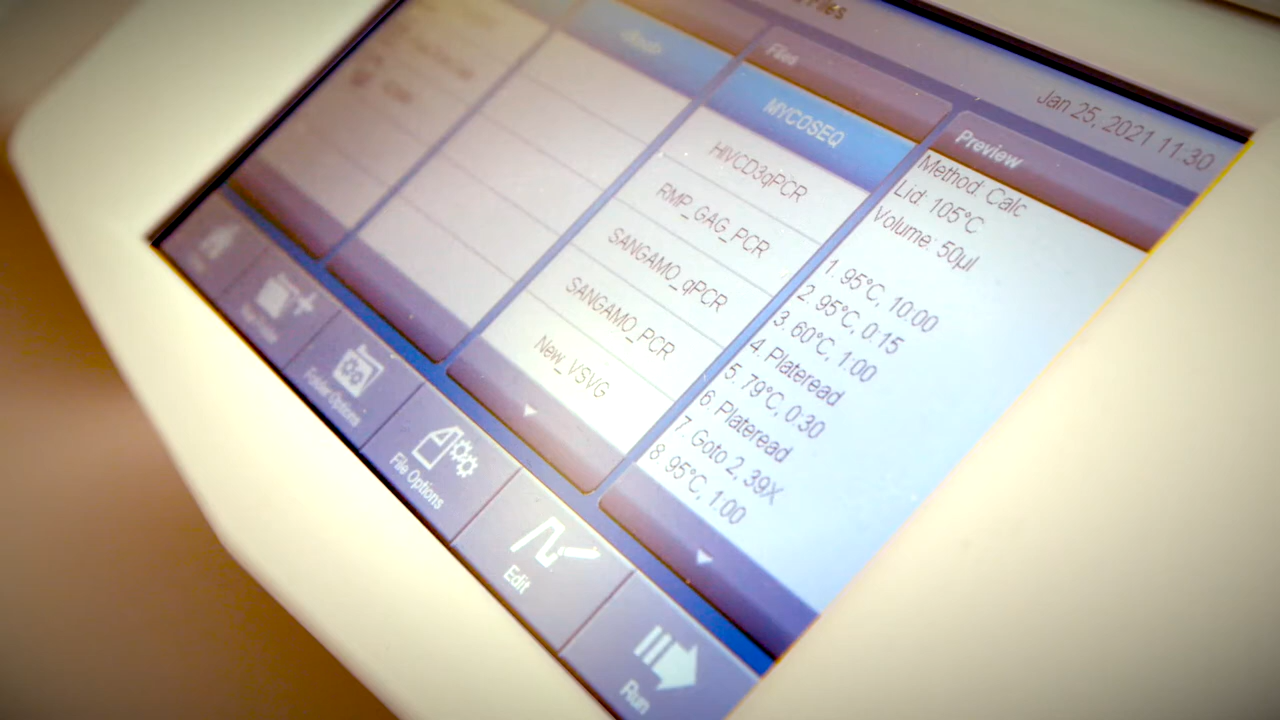 Files
Jan 25, 2021 11:30
Files
MYCOSEQ
HIVCD3qPCR
RMP_GAG_PCR
SANGAMO_qPCR
SANGAMO_PCR
New_VSVG
Preview
Method: Calc
Lid: 105°C
Volume: 50µl
1. 95°C, 10:00
2. 95°C, 0:15
3. 60°C, 1:00
4. Plateread
5. 79°C, 0:30
6. Plateread
7. Goto 2, 39X
8. 95°C, 1:00
Folder Options
File Options
Edit
Run